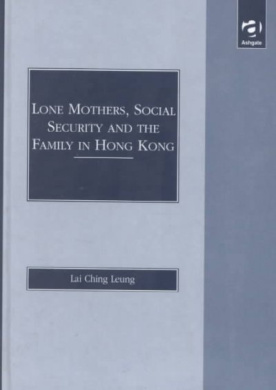 Ashgate
LONE MOTHERS, SOCIAL
SECURITY AND THE
FAMILY IN HONG KONG
Lai Ching Leung